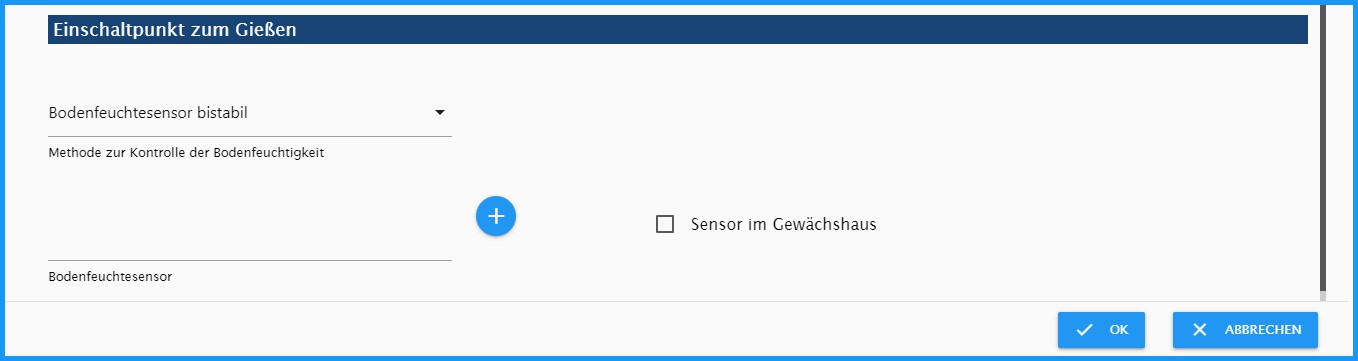 Einschaltpunkt zum Gießen
Bodenfeuchtesensor bistabil
Methode zur Kontrolle der Bodenfeuchtigkeit
Sensor im Gewächshaus
Bodenfeuchtesensor
OK
ABBRECHEN